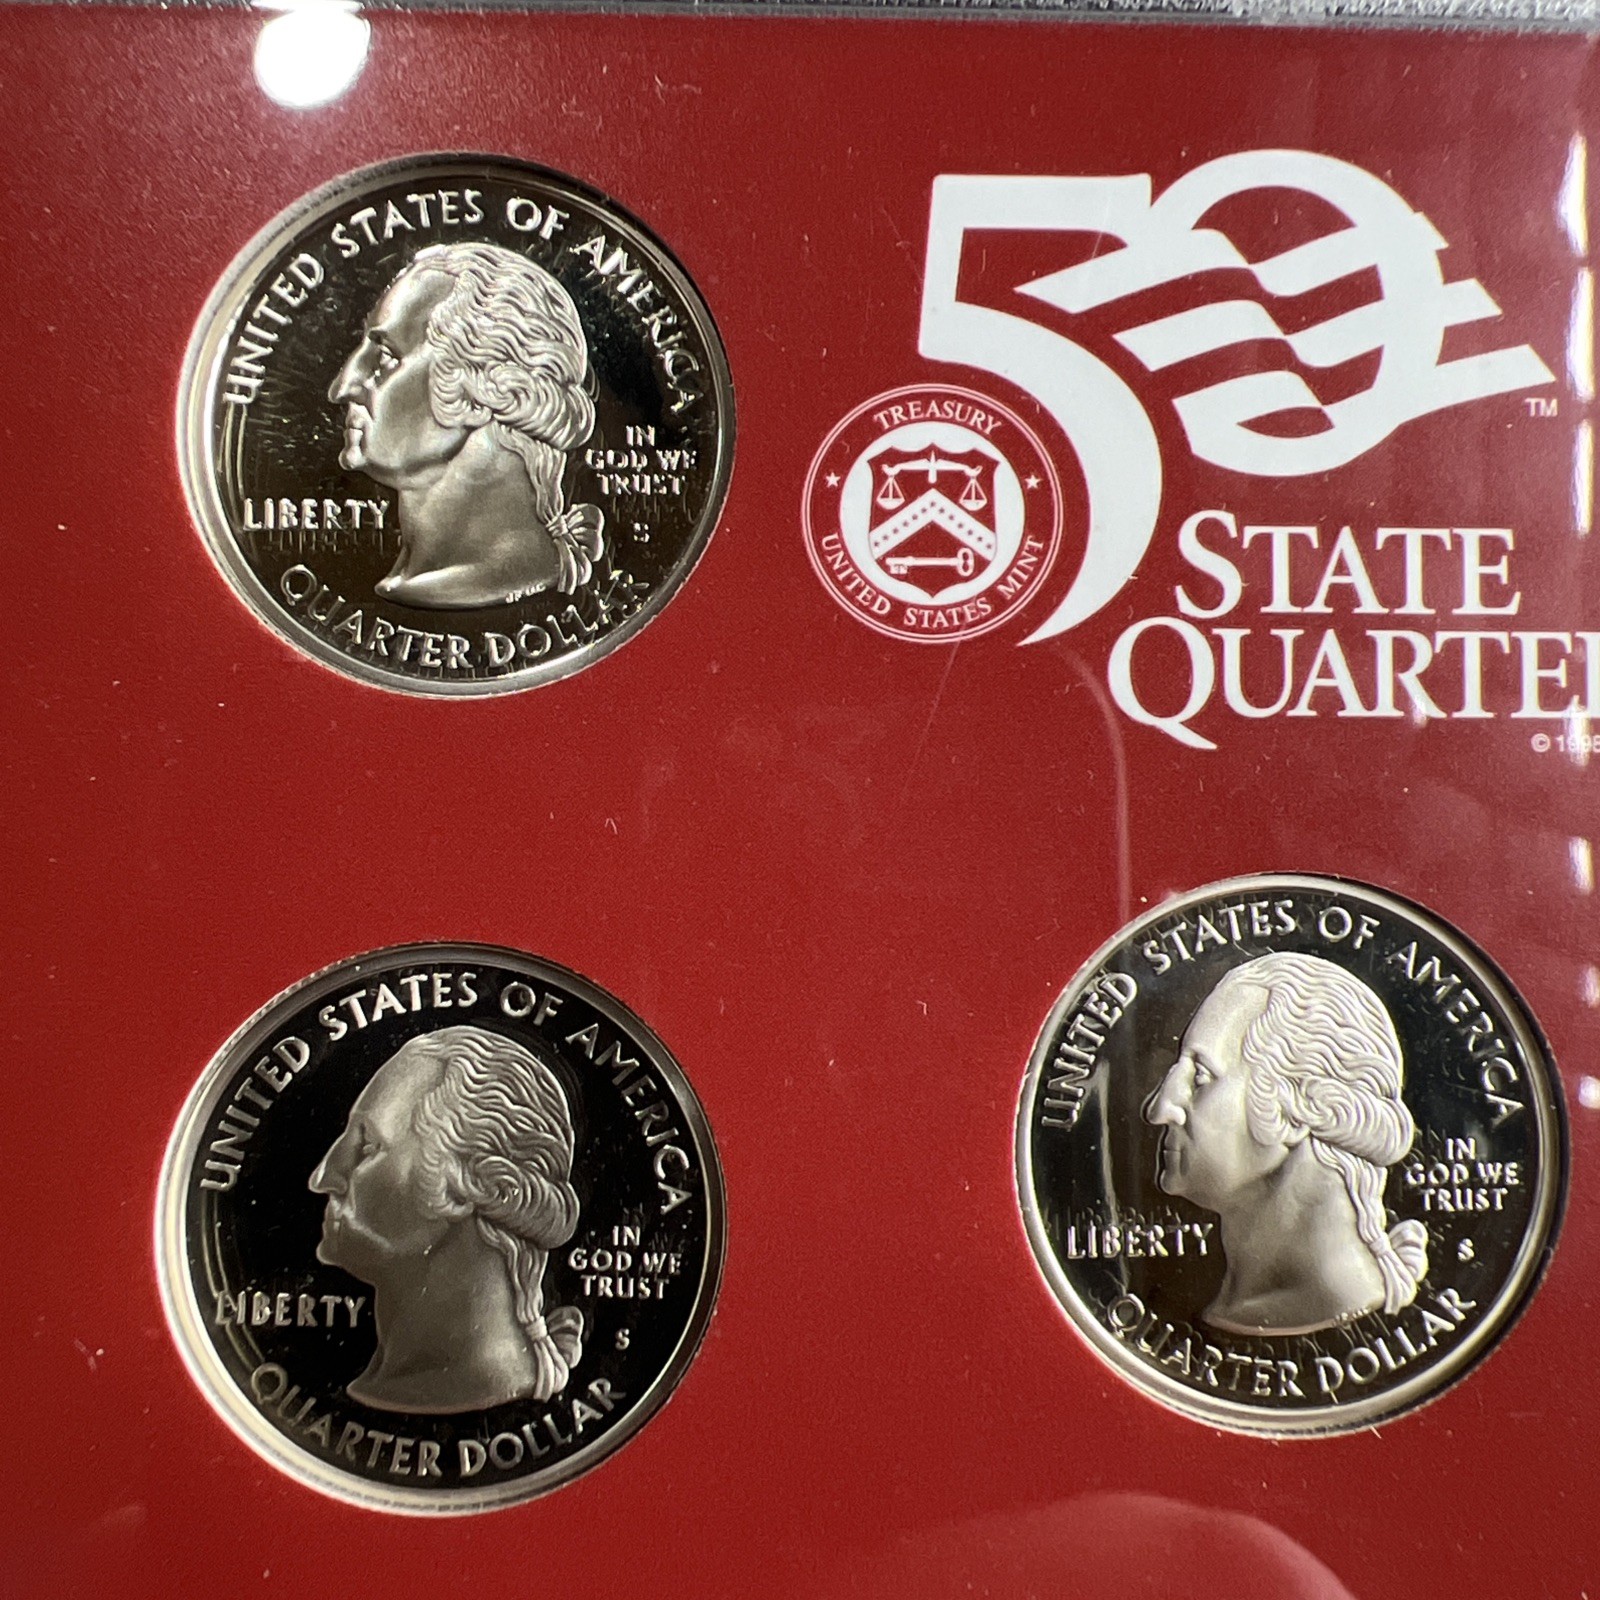 UNITED STATES OF AMERICA
IN
GOD WE
TRUST
LIBERTY
S
QUARTER DOLLAR
50
TM
TREASURY
UNITED STATES MINT
STATE
QUARTE
UNITED STATES OF AMERICA
IN
GOD WE
TRUST
LIBERTY
S
QUARTER DOLLAR
UNITED STATES OF AMERICA
IN
GOD WE
TRUST
LIBERTY
S
QUARTER DOLLAR